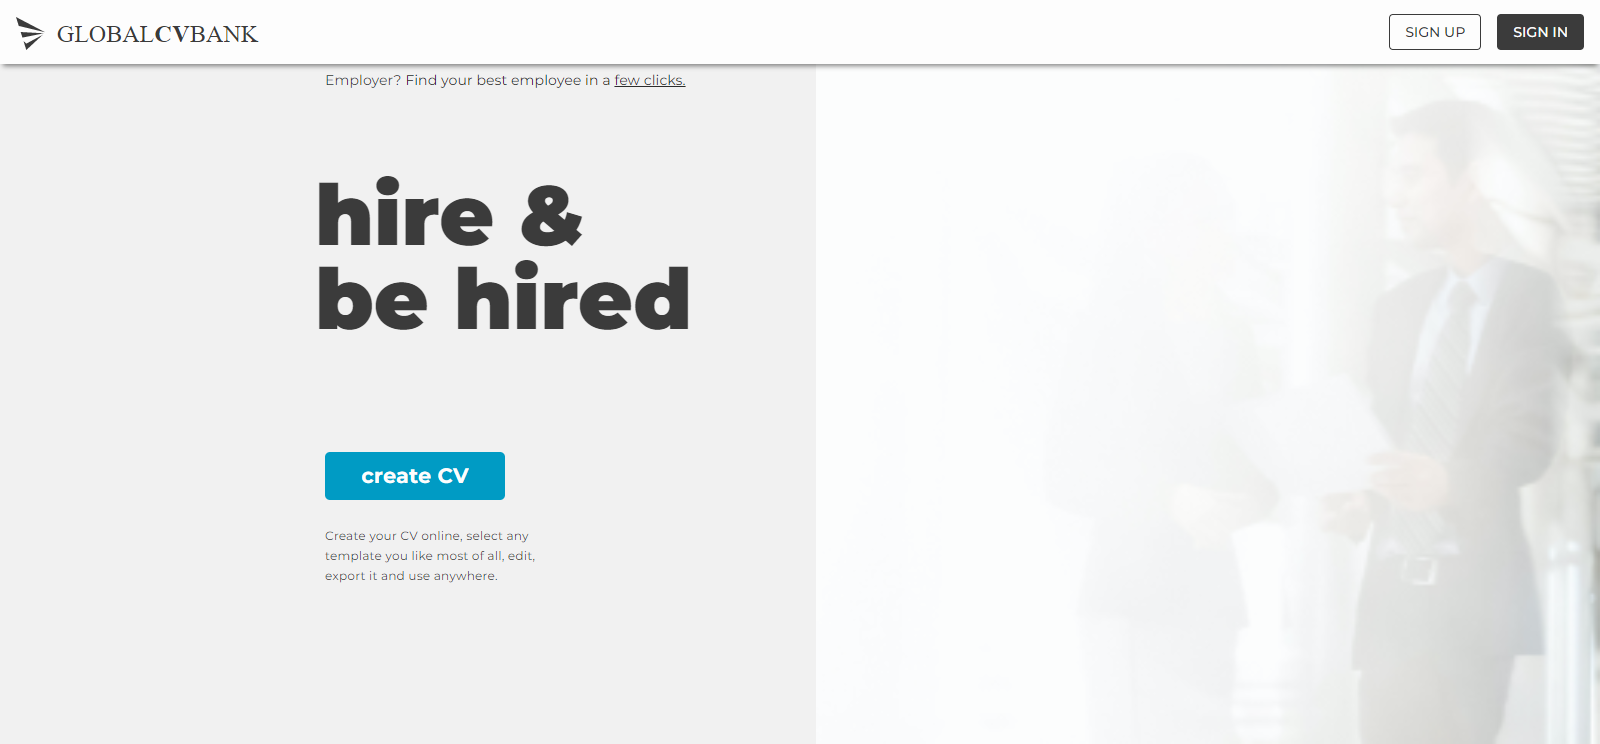 GLOBALCVBANK
SIGN UP
SIGN IN
Employer? Find your best employee in a few clicks.
hire &
be hired
create CV
Create your CV online, select any
template you like most of all, edit,
export it and use anywhere.